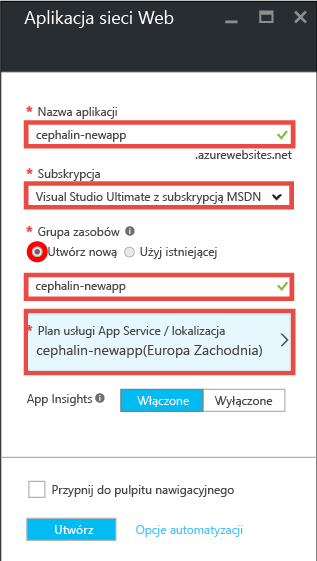 Aplikacja sieci Web
* Nazwa aplikacji
cephalin-newapp
.azurewebsites.net
* Subskrypcja
Visual Studio Ultimate z subskrypcją MSDN
* Grupa zasobów
Utwórz nową Użyj istniejącej
cephalin-newapp
* Plan usługi App Service / lokalizacja
cephalin-newapp(Europa Zachodnia)
App Insights Włączone Wyłączone
Przypnij do pulpitu nawigacyjnego
Utwórz Opcje automatyzacji